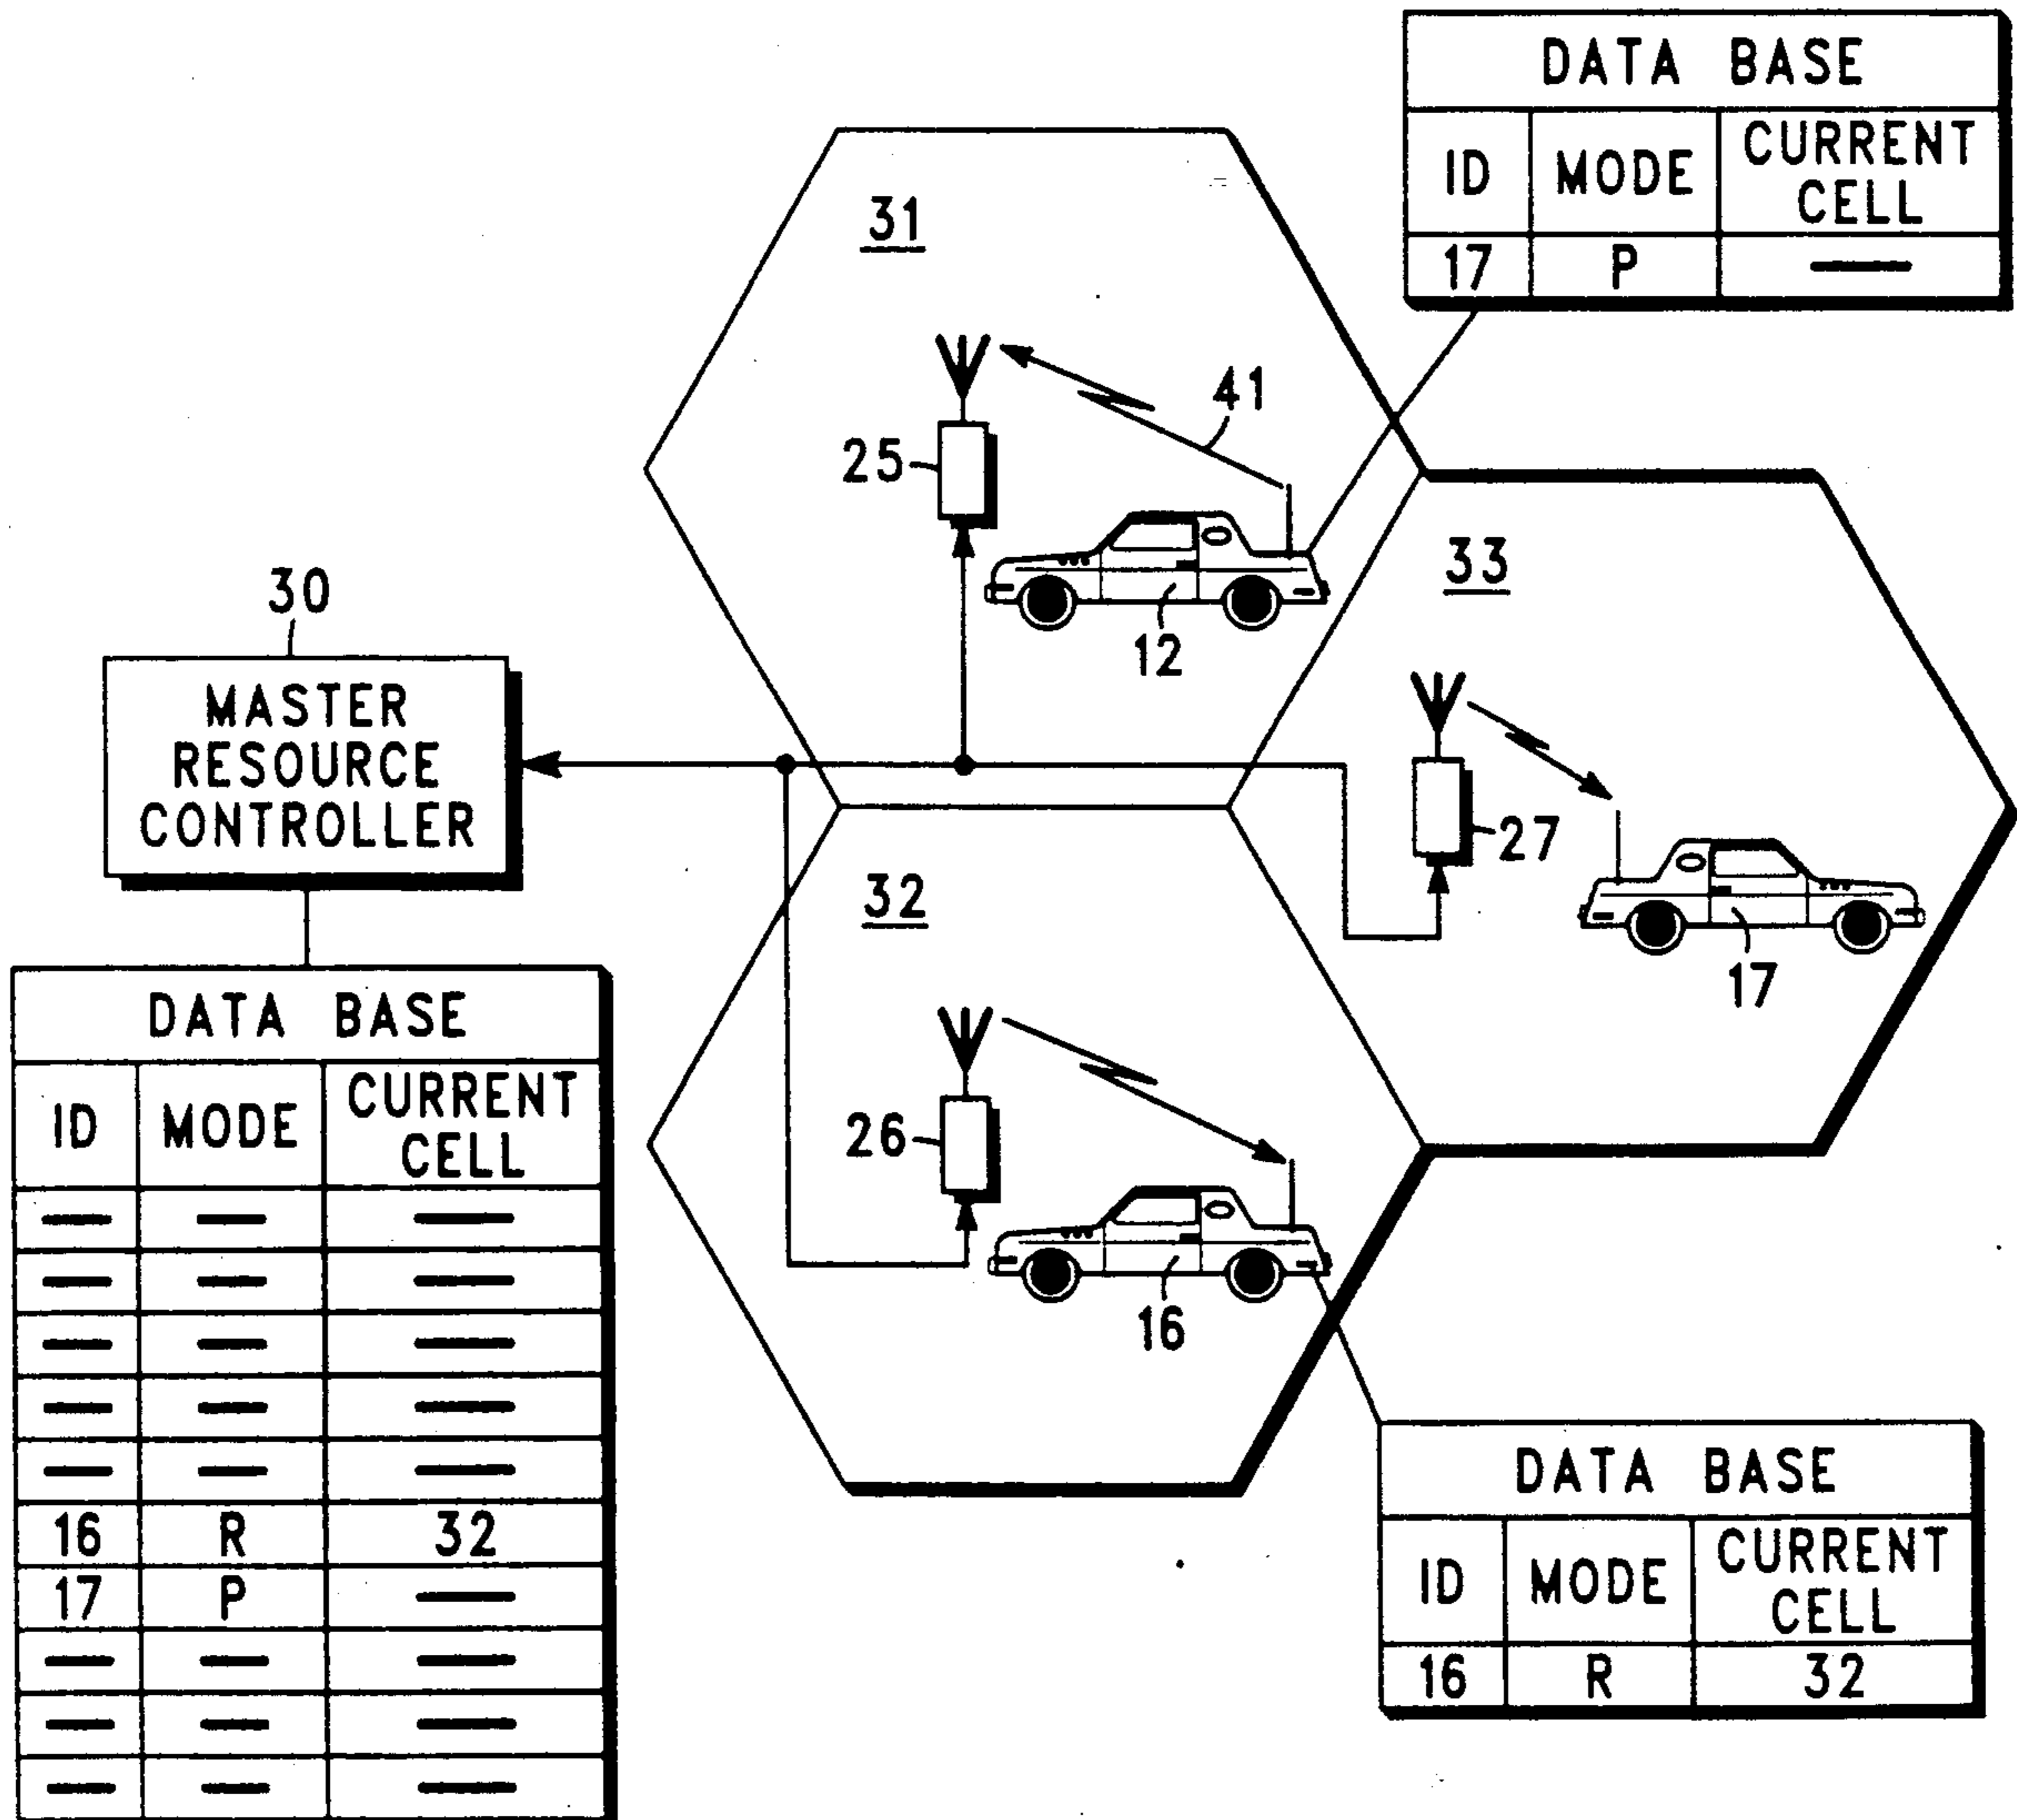 DATA BASE
ID MODE CURRENT CELL
17 P —
31
41
25
12
33
30
MASTER
RESOURCE
CONTROLLER
27
17
32
26
16
DATA BASE
ID MODE CURRENT CELL
— — —
— — —
— — —
— — —
— — —
16 R 32
17 P —
— — —
— — —
— — —
DATA BASE
ID MODE CURRENT CELL
16 R 32